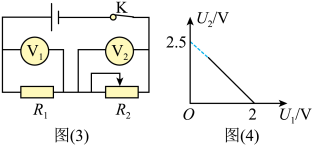 K
V₁ V₂
R₁ R₂
图(3)
U₂/V
2.5
O 2 U₁/V
图(4)